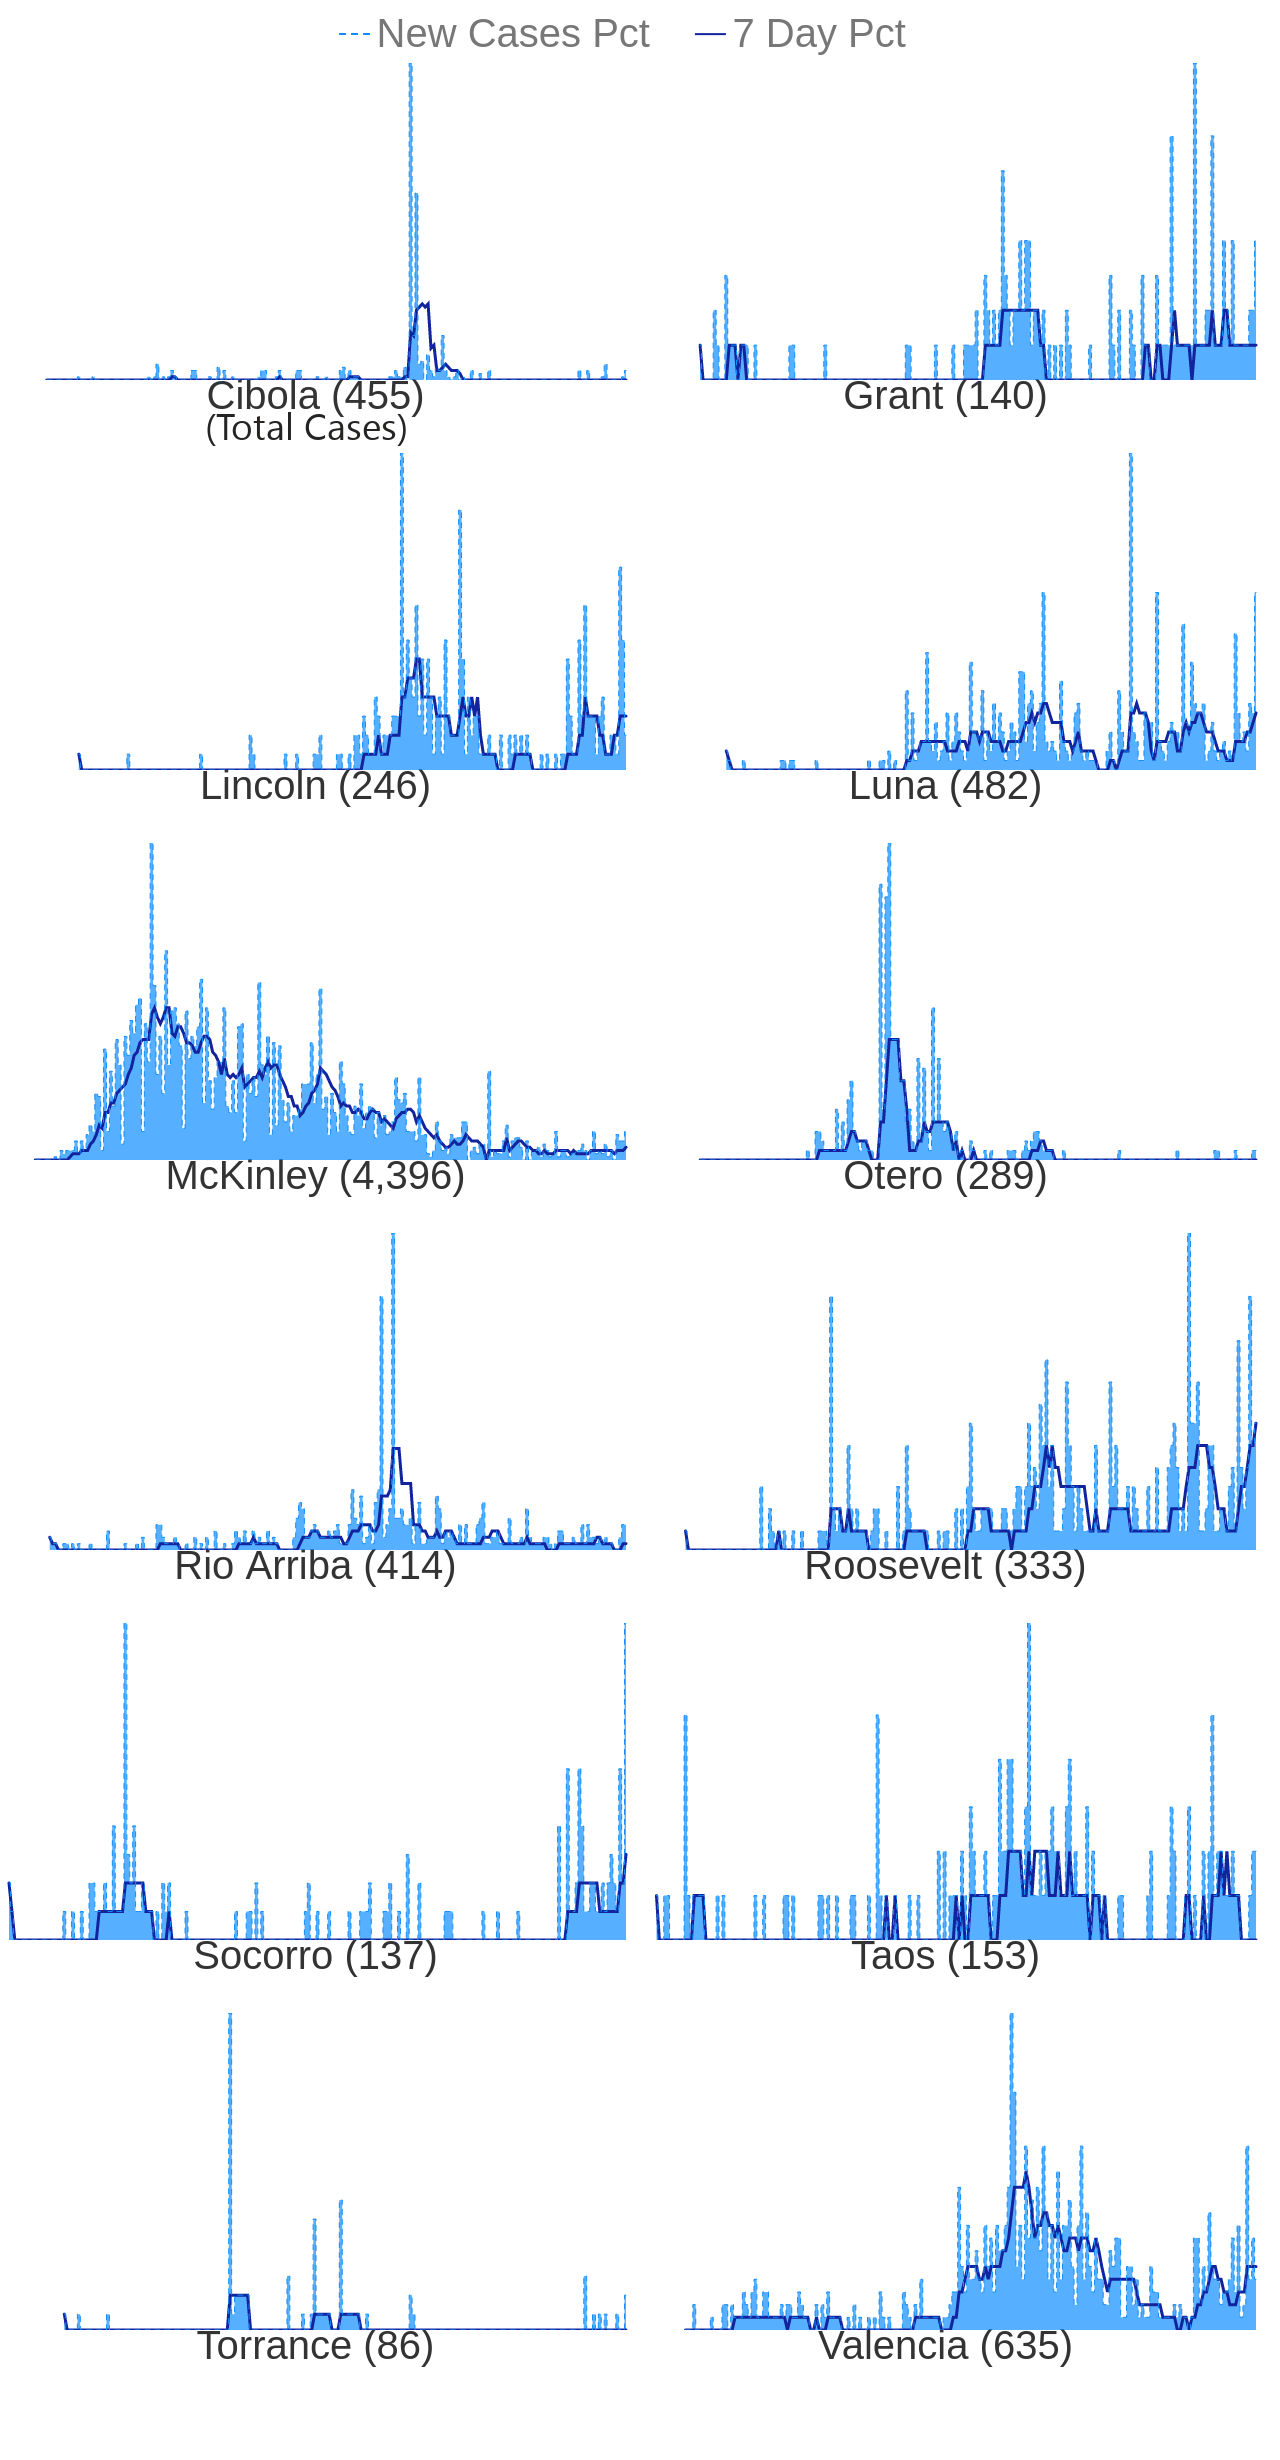 New Cases Pct 7 Day Pct
Cibola (455) Grant (140)
(Total Cases)
Lincoln (246) Luna (482)
McKinley (4,396) Otero (289)
Rio Arriba (414) Roosevelt (333)
Socorro (137) Taos (153)
Torrance (86) Valencia (635)